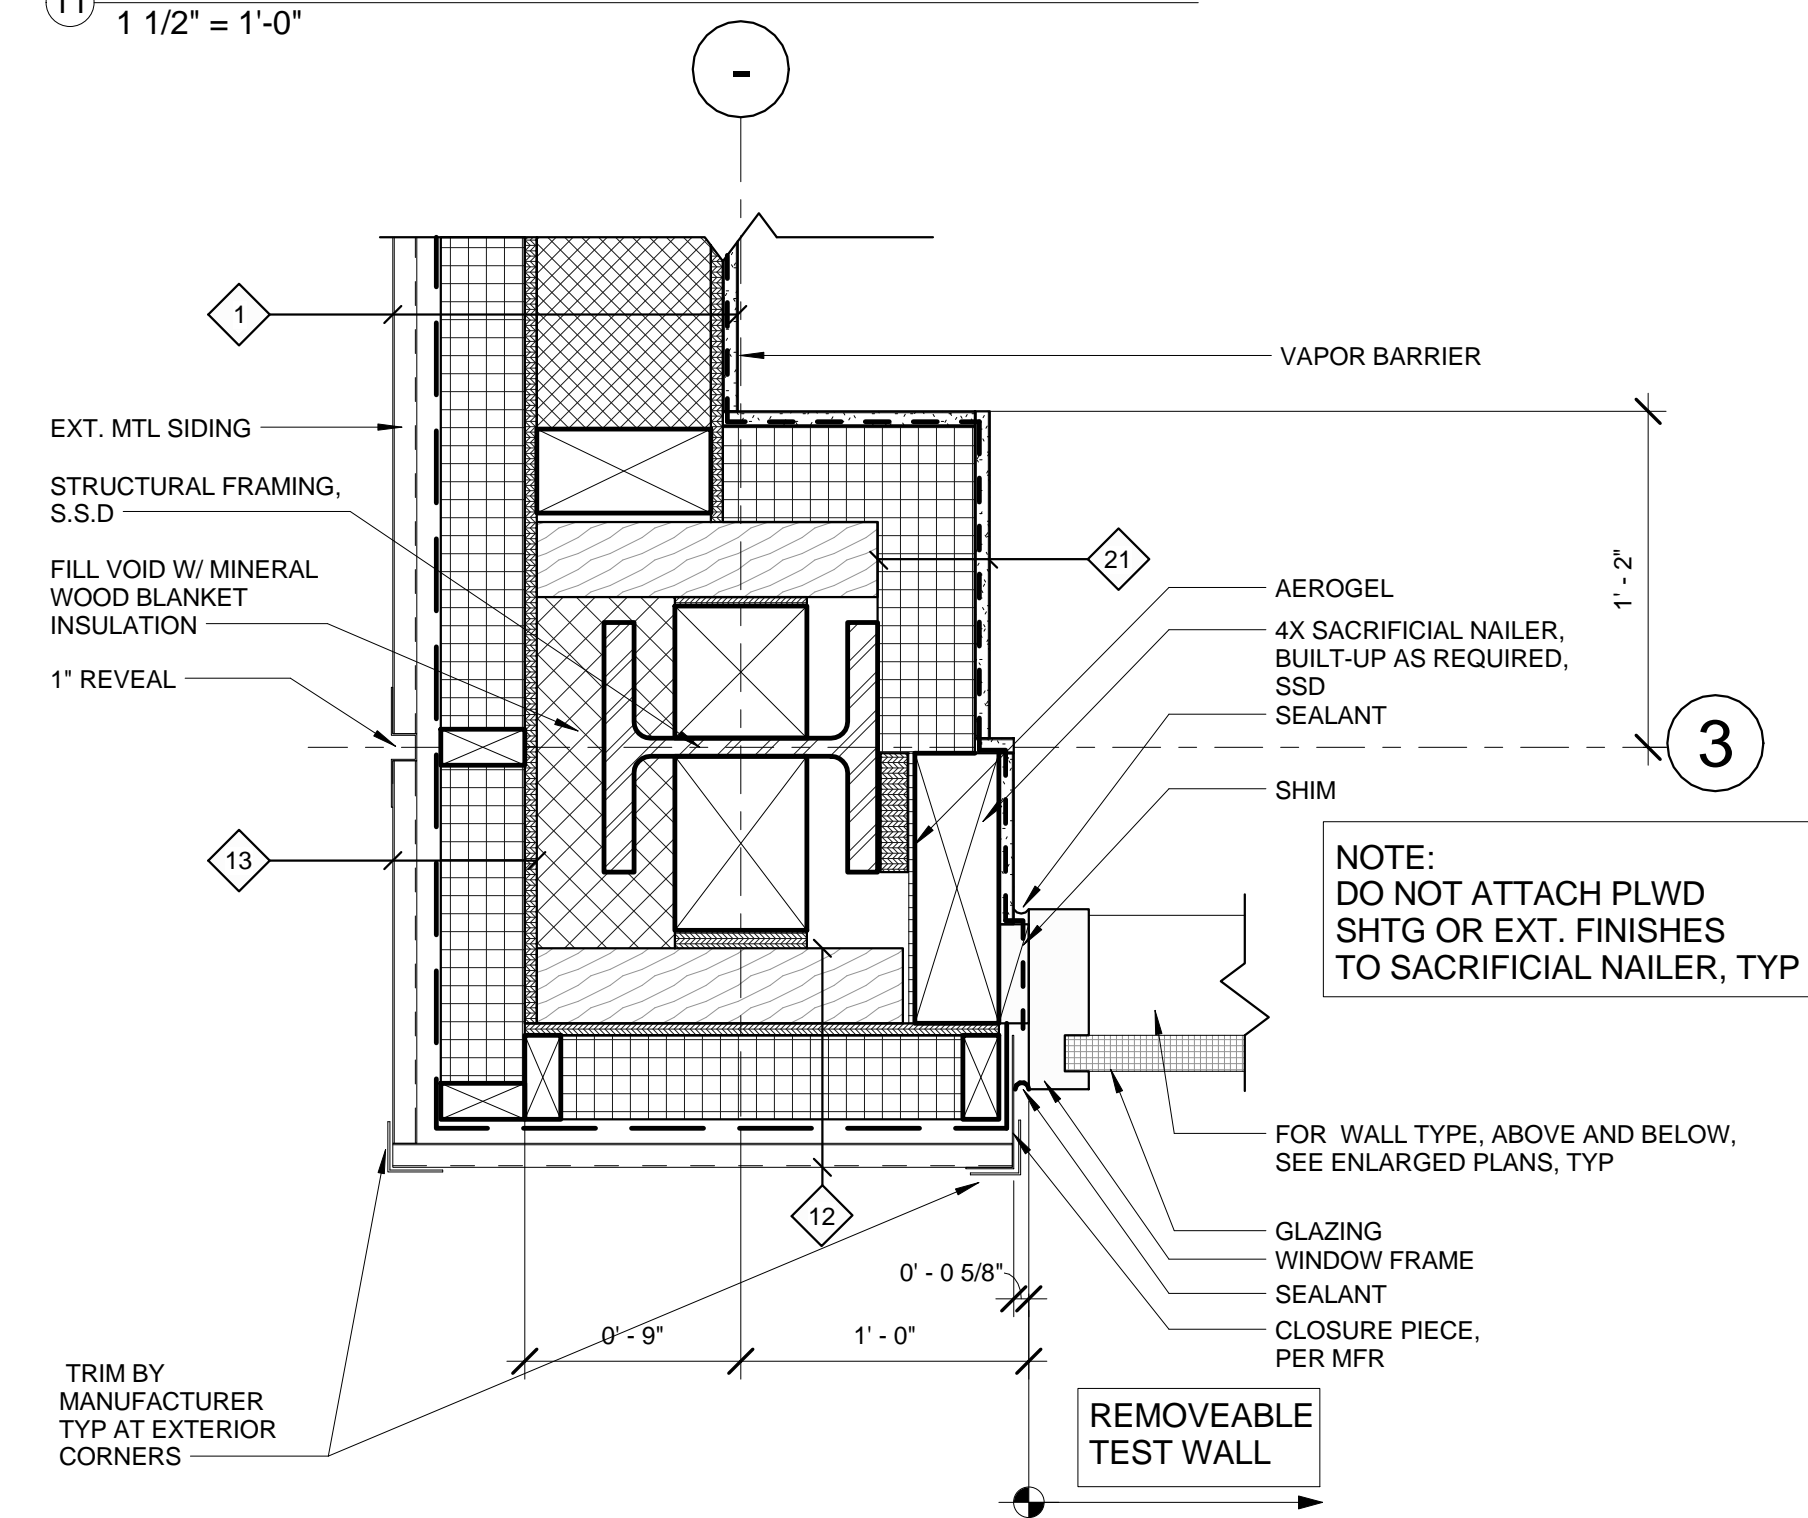 11
1 1/2" = 1'-0"
-
1
VAPOR BARRIER
EXT. MTL SIDING
STRUCTURAL FRAMING,
S.S.D
FILL VOID W/ MINERAL
WOOD BLANKET
INSULATION
1" REVEAL
21
1' - 2"
AEROGEL
4X SACRIFICIAL NAILER,
BUILT-UP AS REQUIRED,
SSD
SEALANT
3
SHIM
13
NOTE:
DO NOT ATTACH PLWD
SHTG OR EXT. FINISHES
TO SACRIFICIAL NAILER, TYP
FOR WALL TYPE, ABOVE AND BELOW,
SEE ENLARGED PLANS, TYP
12
GLAZING
WINDOW FRAME
SEALANT
CLOSURE PIECE,
PER MFR
0' - 0 5/8"
0' - 9"
1' - 0"
TRIM BY
MANUFACTURER
TYP AT EXTERIOR
CORNERS
REMOVEABLE
TEST WALL